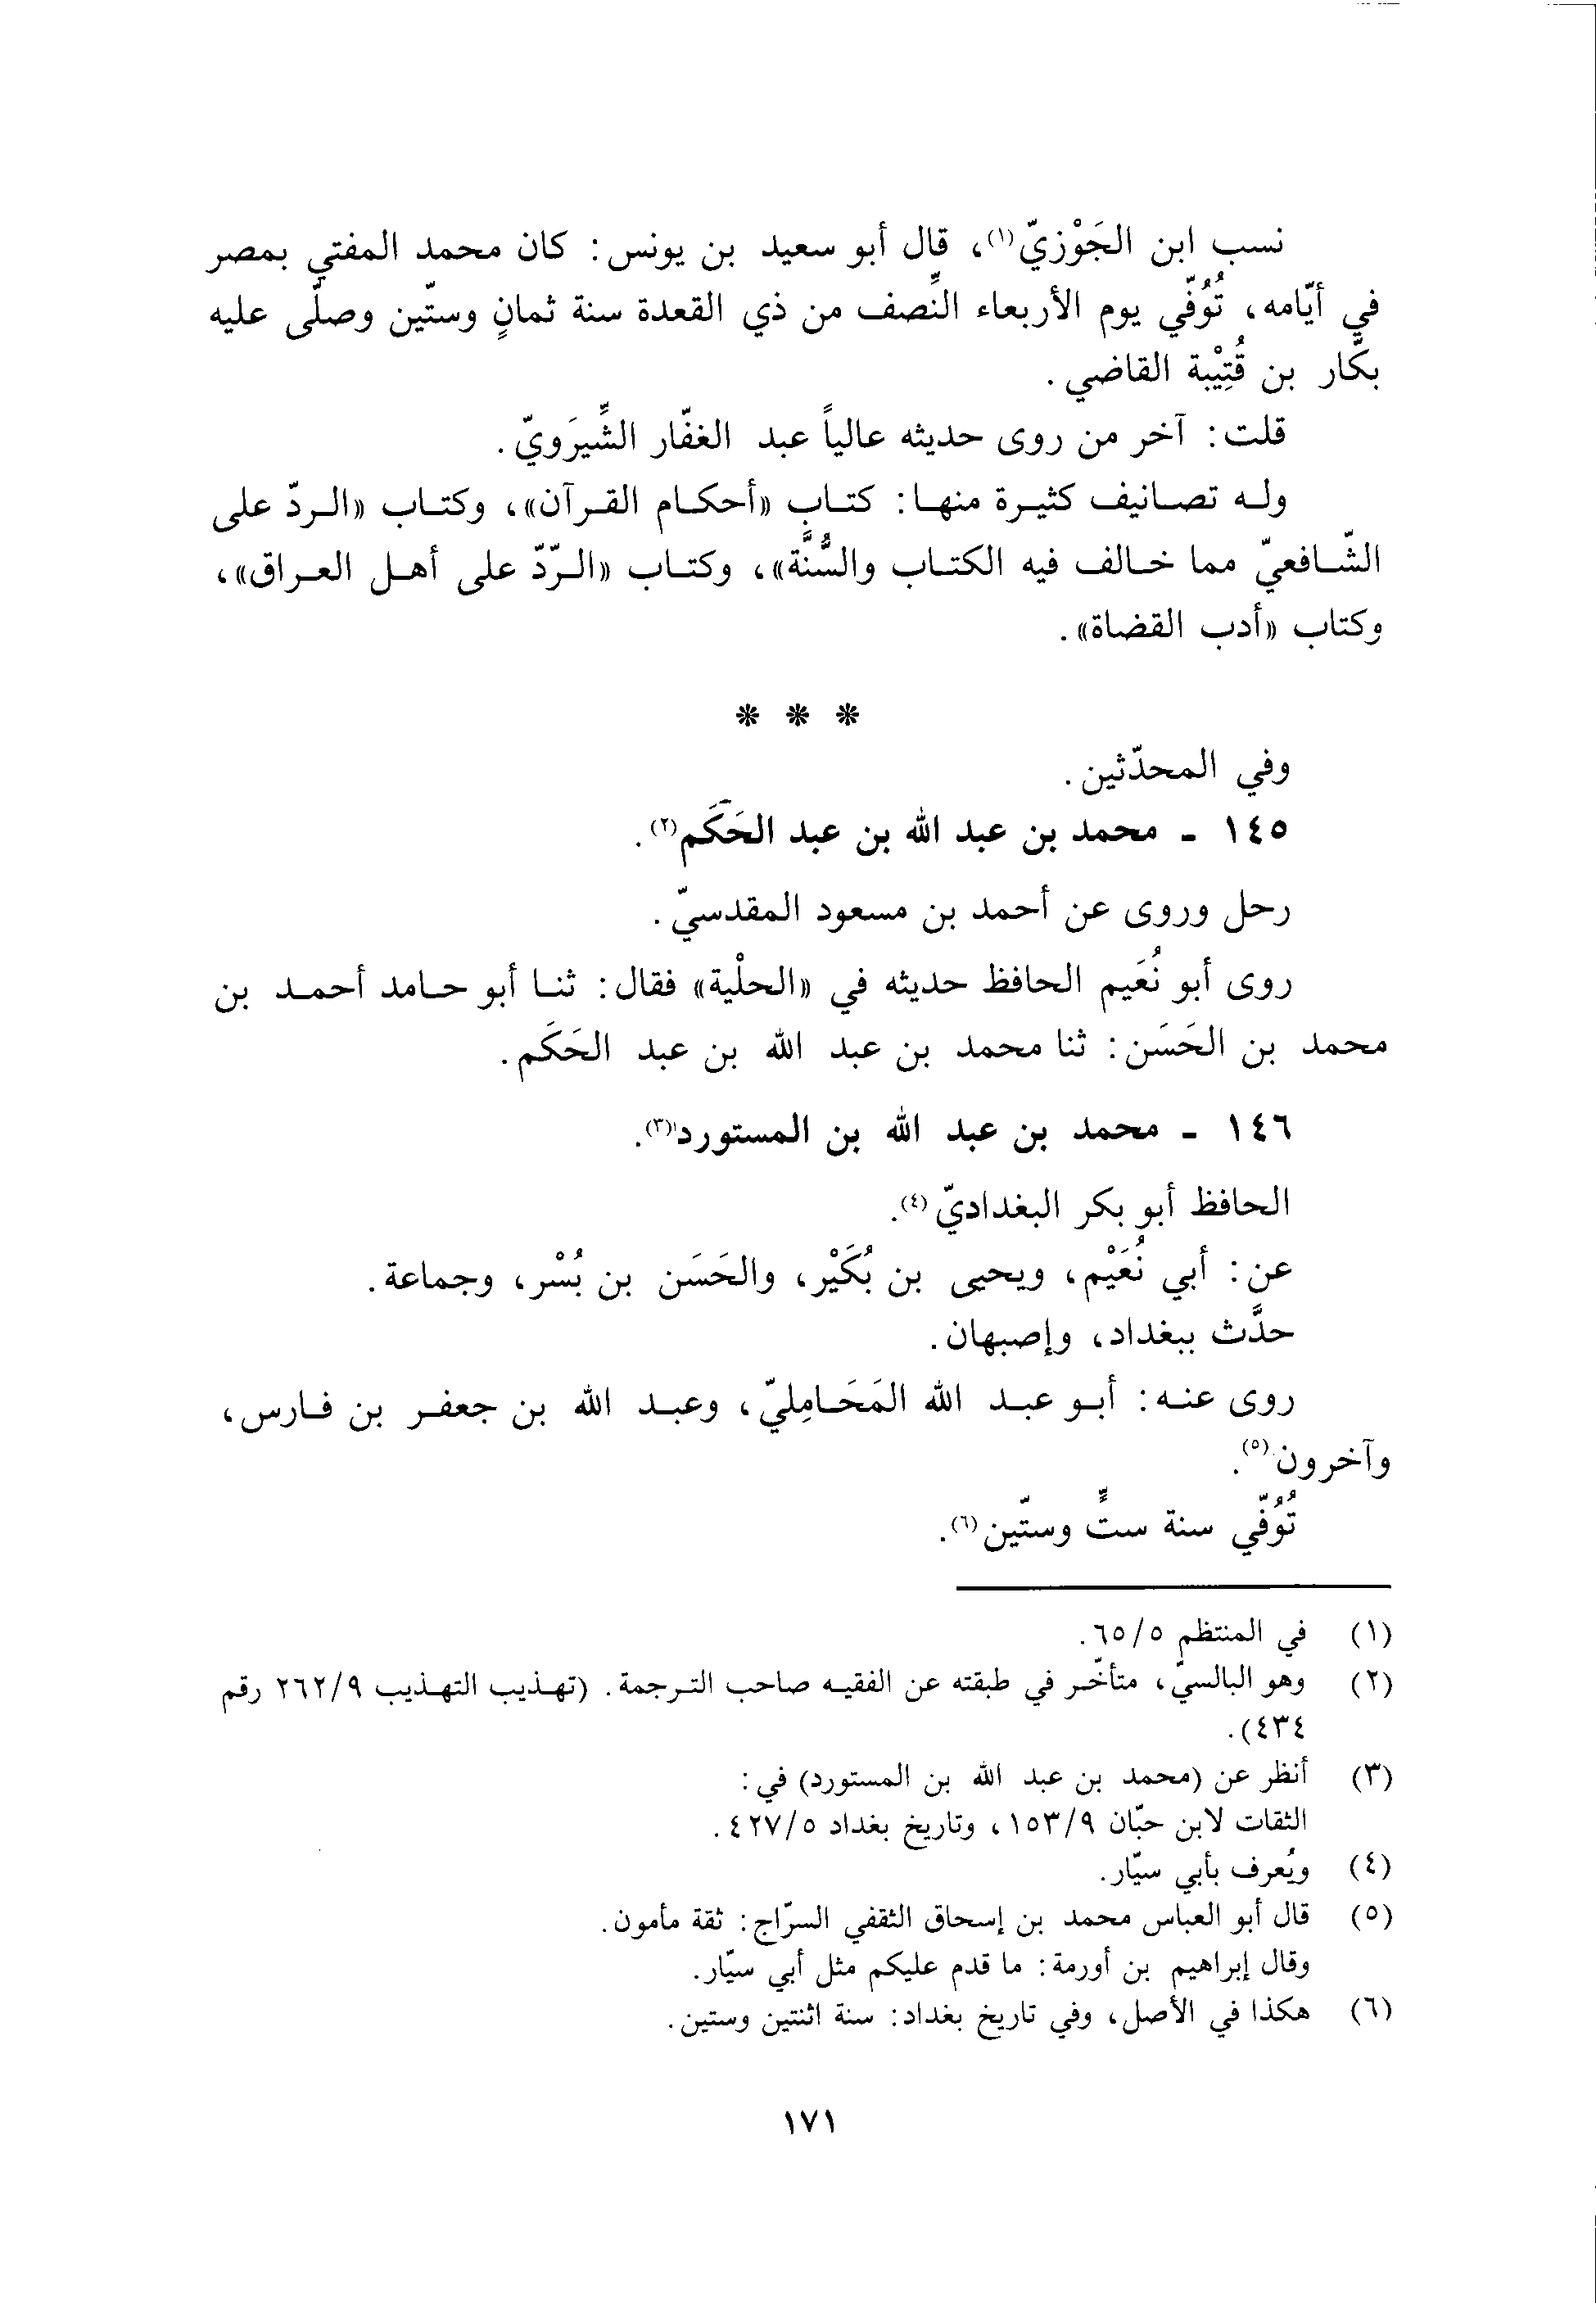 نسب ابن الجَوْزيّ(١)، قال أبو سعيد بن يونس: كان محمد المفتي بمصر
في أيّامه، تُوُفّي يوم الأربعاء النِّصف من ذي القعدة سنة ثمانٍ وستّين وصلّى عليه
بكّار بن قُتِيْبة القاضي.
قلت: آخر من روى حديثه عالياً عبد الغفّار الشِّيرَويّ.
وله تصانيف كثيرة منها: كتاب «أحكام القرآن»، وكتاب «الردّ على
الشّافعيّ مما خالف فيه الكتاب والسُّنَّة»، وكتاب «الرّدّ على أهل العراق»،
وكتاب «أدب القضاة».
* * *
وفي المحدّثين.
١٤٥ - محمد بن عبد الله بن عبد الحَكَم(٢).
رحل وروى عن أحمد بن مسعود المقدسيّ.
روى أبو نُعَيم الحافظ حديثه في «الحلْية» فقال: ثنا أبو حامد أحمد بن
محمد بن الحَسَن: ثنا محمد بن عبد الله بن عبد الحَكَم.
١٤٦ - محمد بن عبد الله بن المستورد(٣).
الحافظ أبو بكر البغداديّ(٤).
عن: أبي نُعَيْم، ويحيى بن بُكَيْر، والحَسَن بن بُسْر، وجماعة.
حدَّث ببغداد، وإصبهان.
روى عنه: أبو عبد الله المَحَامِليّ، وعبد الله بن جعفر بن فارس،
وآخرون(٥).
تُوُفّي سنة ستٍّ وستّين(٦).
(١) في المنتظم ٦٥/٥.
(٢) وهو البالسيّ، متأخّر في طبقته عن الفقيه صاحب الترجمة. (تهذيب التهذيب ٢٦٢/٩ رقم
٤٣٤).
(٣) أنظر عن (محمد بن عبد الله بن المستورد) في:
الثقات لابن حبّان ١٥٣/٩، وتاريخ بغداد ٤٢٧/٥.
(٤) ويُعرف بأبي سيّار.
(٥) قال أبو العباس محمد بن إسحاق الثقفي السرّاج: ثقة مأمون.
وقال إبراهيم بن أورمة: ما قدم عليكم مثل أبي سيّار.
(٦) هكذا في الأصل، وفي تاريخ بغداد: سنة اثنتين وستين.
١٧١